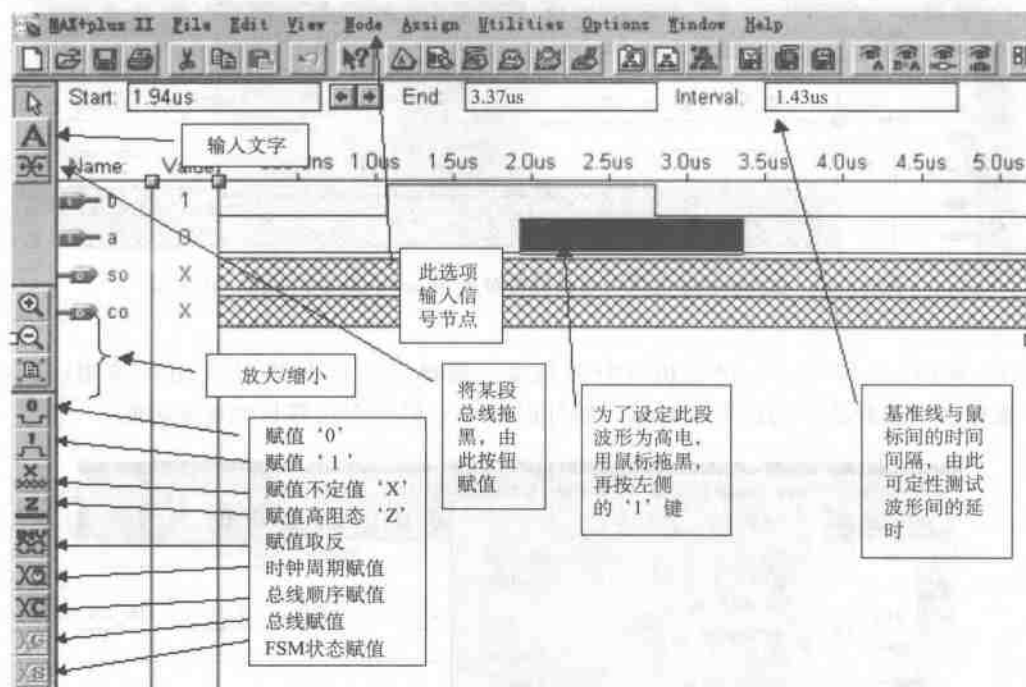 MAX+plus II File Edit View Node Assign Utilities Options Window Help
Start: 1.94us End: 3.37us Interval: 1.43us
输入文字
Name: Value: 1.0us 1.5us 2.0us 2.5us 3.0us 3.5us 4.0us 4.5us 5.0us
b 1
a 0
so X
co X
此选项
输入信
号节点
放大/缩小
赋值‘0’
赋值‘1’
赋值不定值‘X’
赋值高阻态‘Z’
赋值取反
时钟周期赋值
总线顺序赋值
总线赋值
FSM状态赋值
将某段
总线拖
黑，由
此按钮
赋值
为了设定此段
波形为高电，
用鼠标拖黑，
再按左侧
的‘1’键
基准线与鼠
标间的时间
间隔，由此
可定性测试
波形间的延
时